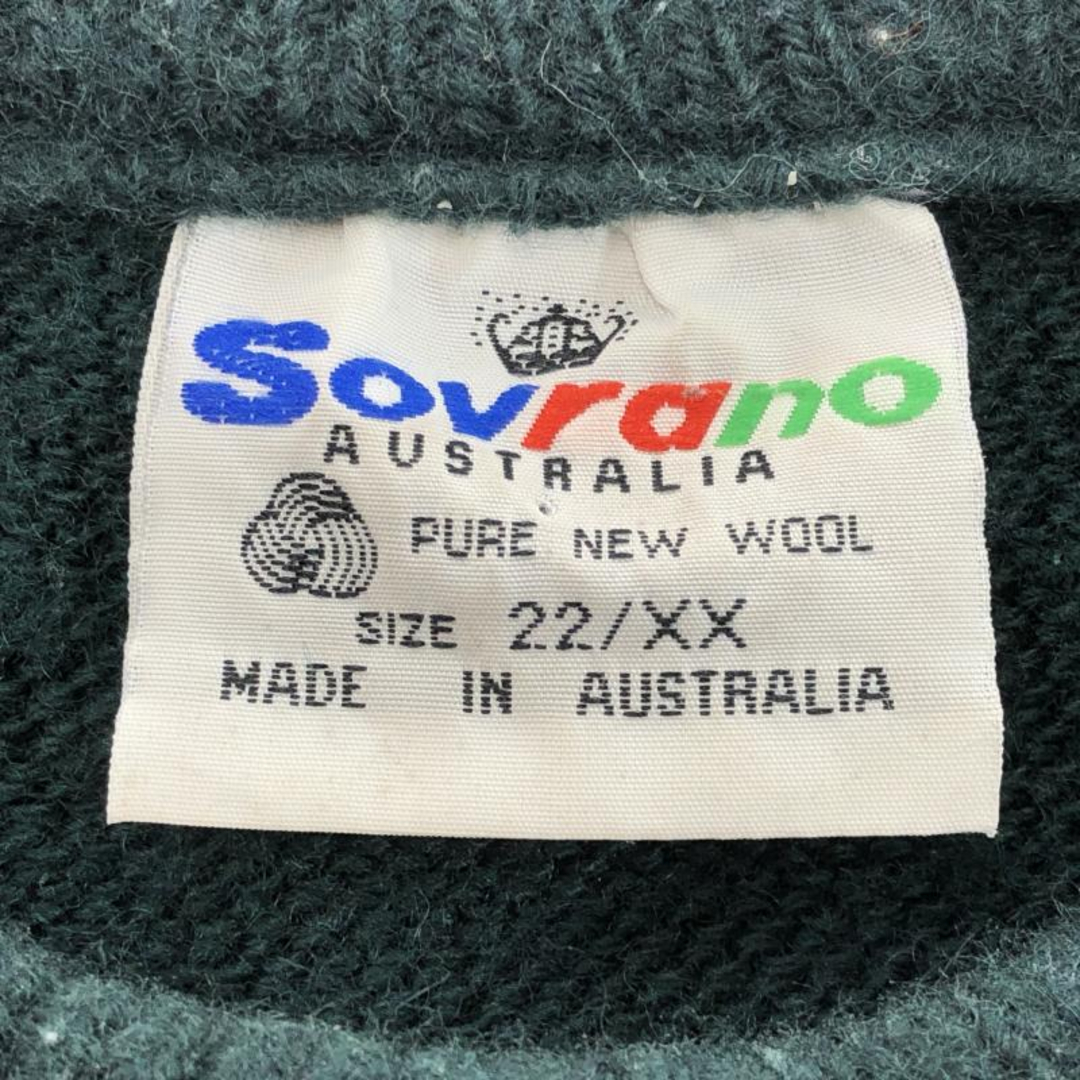 Sovrano
AUSTRALIA
PURE NEW WOOL
SIZE 22/XX
MADE IN AUSTRALIA